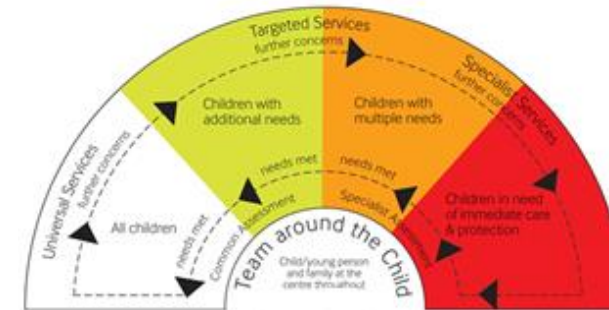 Targeted Services
further concerns
Specialist Services
further concerns
Universal Services
further concerns
Children with
additional needs
Children with
multiple needs
All children
needs met
needs met
needs met
Common Assessment
Specialist Assessment
Children in need
of immediate care
& protection
Team around the Child
Child/young person
and family at the
centre throughout